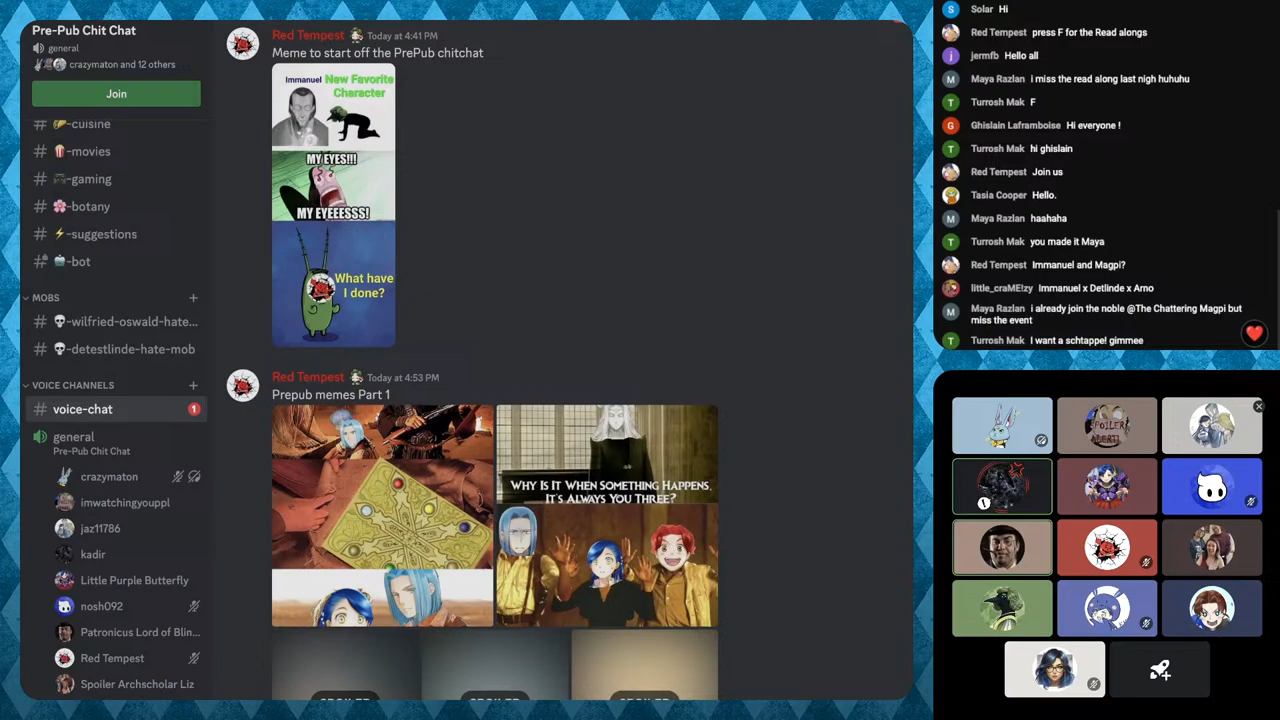 Pre-Pub Chit Chat
general
crazymaton and 12 others
Join
-cuisine
-movies
-gaming
-botany
-suggestions
-bot
MOBS
-wilfried-oswald-hate...
-detestlinde-hate-mob
VOICE CHANNELS
voice-chat
1
general
Pre-Pub Chit Chat
crazymaton
imwatchingyouppl
jaz11786
kadir
Little Purple Butterfly
nosh092
Patronicus Lord of Blin...
Red Tempest
Spoiler Archscholar Liz
Red Tempest Today at 4:41 PM
Meme to start off the PrePub chitchat
Immanuel
New Favorite
Character
MY EYES!!!
MY EYEEESSS!
What have
I done?
Red Tempest Today at 4:53 PM
Prepub memes Part 1
WHY IS IT WHEN SOMETHING HAPPENS,
IT'S ALWAYS YOU THREE?
SPOILER
SPOILER
SPOILER
Solar Hi
Red Tempest press F for the Read alongs
jermfb Hello all
Maya Razlan i miss the read along last nigh huhuhu
Turrosh Mak F
Ghislain Laframboise Hi everyone !
Turrosh Mak hi ghislain
Red Tempest Join us
Tasia Cooper Hello.
Maya Razlan haahaha
Turrosh Mak you made it Maya
Red Tempest Immanuel and Magpi?
little_craME!zy Immanuel x Detlinde x Arno
Maya Razlan i already join the noble @The Chattering Magpi but
miss the event
Turrosh Mak I want a schtappe! gimmee
SPOILER
ALERT!